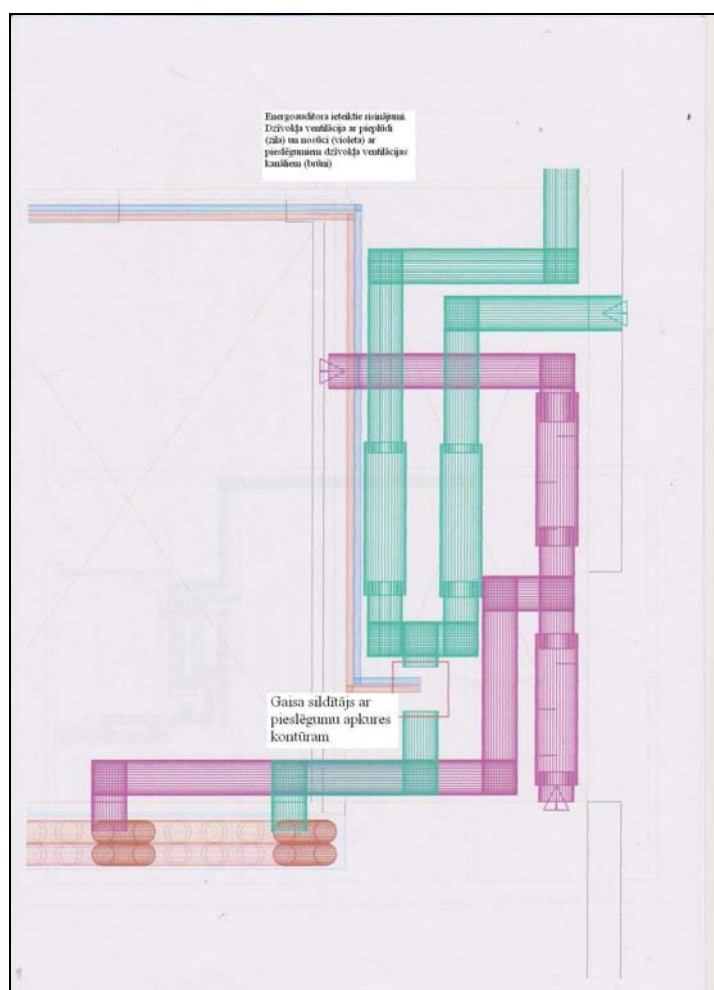 Energoauditora ieteiktie risinājumi.
Dzīvokļa ventilācija ar pieplūdi
(zila) un nosūci (violeta) ar
pieslēgumiem dzīvokļa ventilācijas
kanāliem (brūni)
Gaisa sildītājs ar
pieslēgumu apkures
kontūram